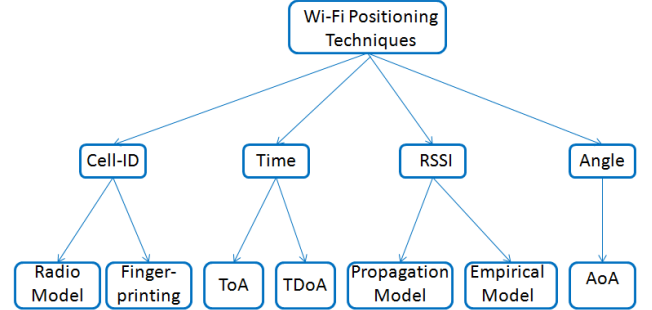 Wi-Fi Positioning
Techniques
Cell-ID
Time
RSSI
Angle
Radio
Model
Finger-
printing
ToA
TDoA
Propagation
Model
Empirical
Model
AoA